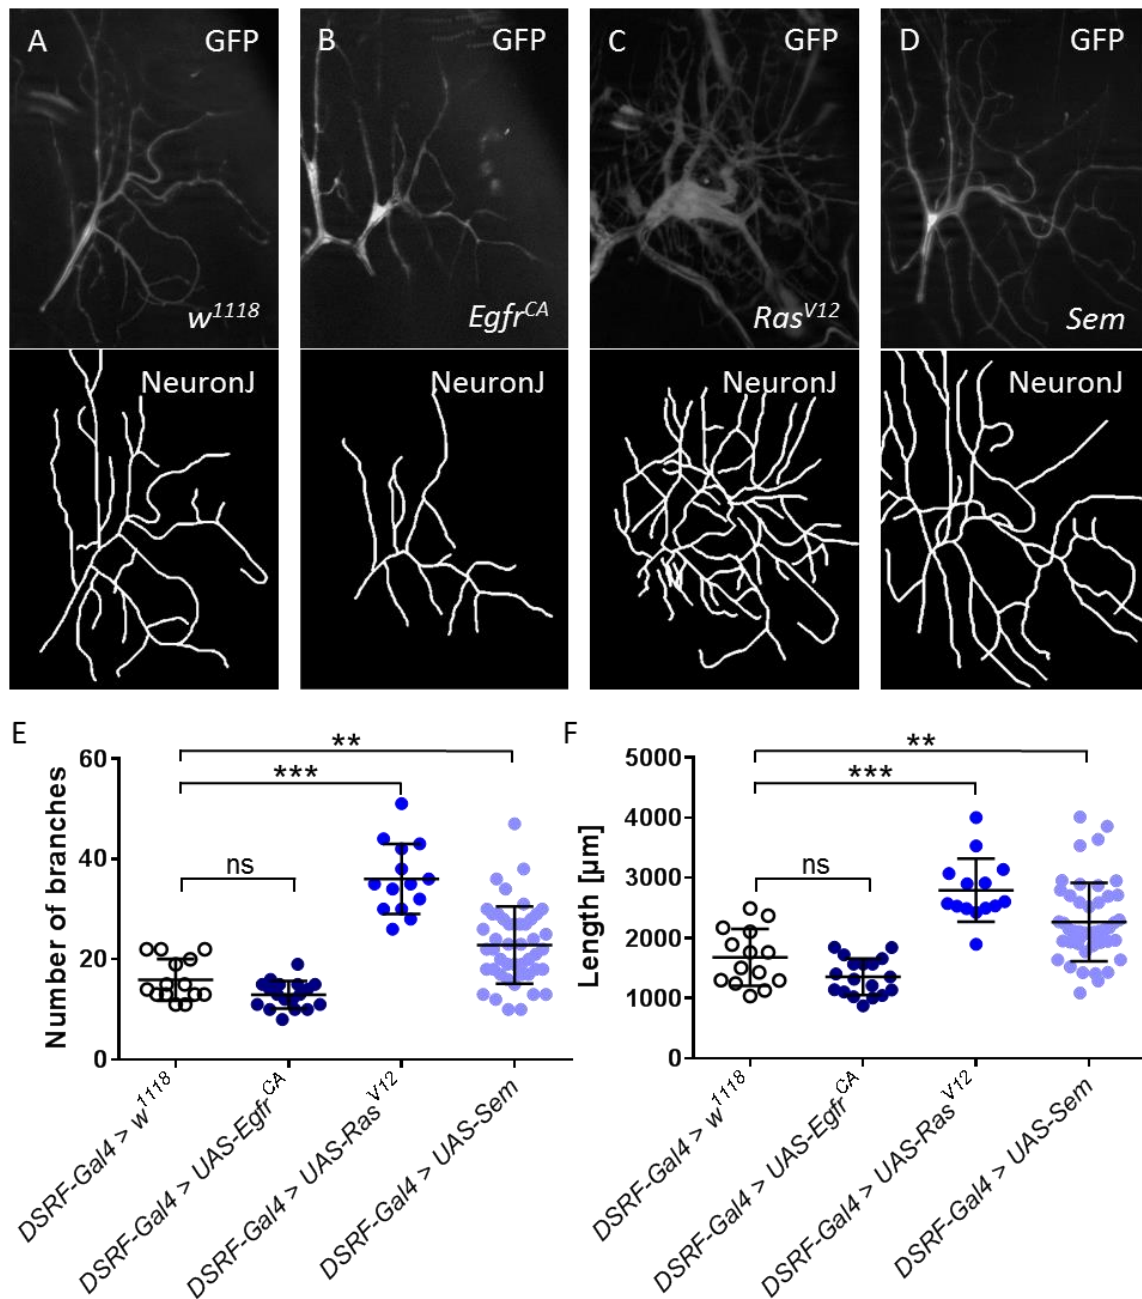 A GFP
B GFP
C GFP
D GFP
w¹¹¹⁸
Egfrᶜᴬ
Rasⱽ¹²
Sem
NeuronJ
NeuronJ
NeuronJ
NeuronJ
E
**
***
ns
Number of branches
60
40
20
0
DSRF-Gal4 > w¹¹¹⁸
DSRF-Gal4 > UAS-Egfrᶜᴬ
DSRF-Gal4 > UAS-Rasⱽ¹²
DSRF-Gal4 > UAS-Sem
F
**
***
ns
Length [µm]
5000
4000
3000
2000
1000
0
DSRF-Gal4 > w¹¹¹⁸
DSRF-Gal4 > UAS-Egfrᶜᴬ
DSRF-Gal4 > UAS-Rasⱽ¹²
DSRF-Gal4 > UAS-Sem